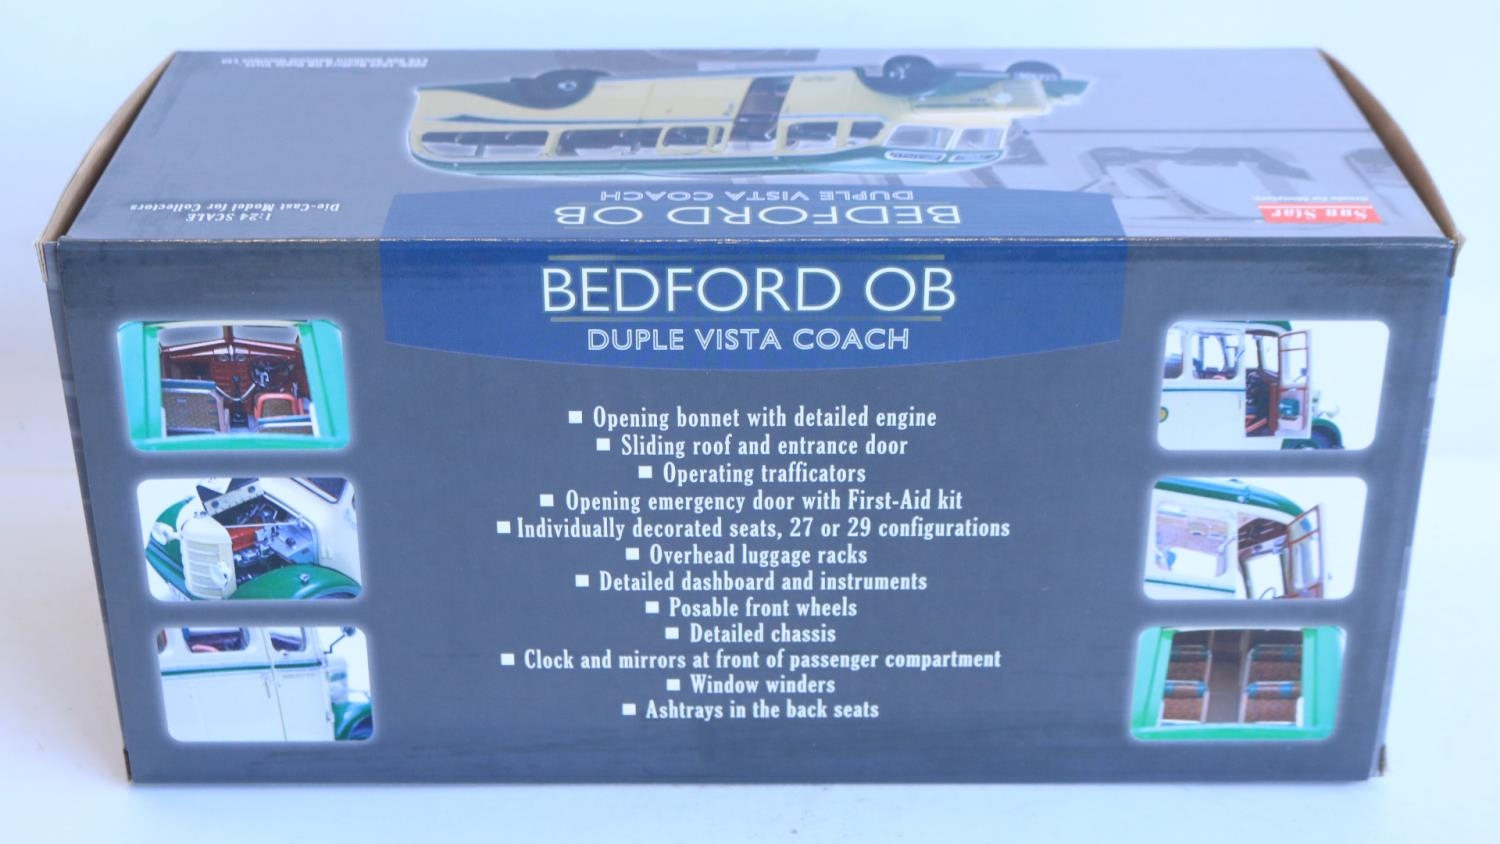 Die-Cast Model for Collectors
1:24 SCALE
DUPLE VISTA COACH
BEDFORD OB
Sun Star
BEDFORD OB
DUPLE VISTA COACH
■ Opening bonnet with detailed engine
■ Sliding roof and entrance door
■ Operating trafficators
■ Opening emergency door with First-Aid kit
■ Individually decorated seats, 27 or 29 configurations
■ Overhead luggage racks
■ Detailed dashboard and instruments
■ Posable front wheels
■ Detailed chassis
■ Clock and mirrors at front of passenger compartment
■ Window winders
■ Ashtrays in the back seats